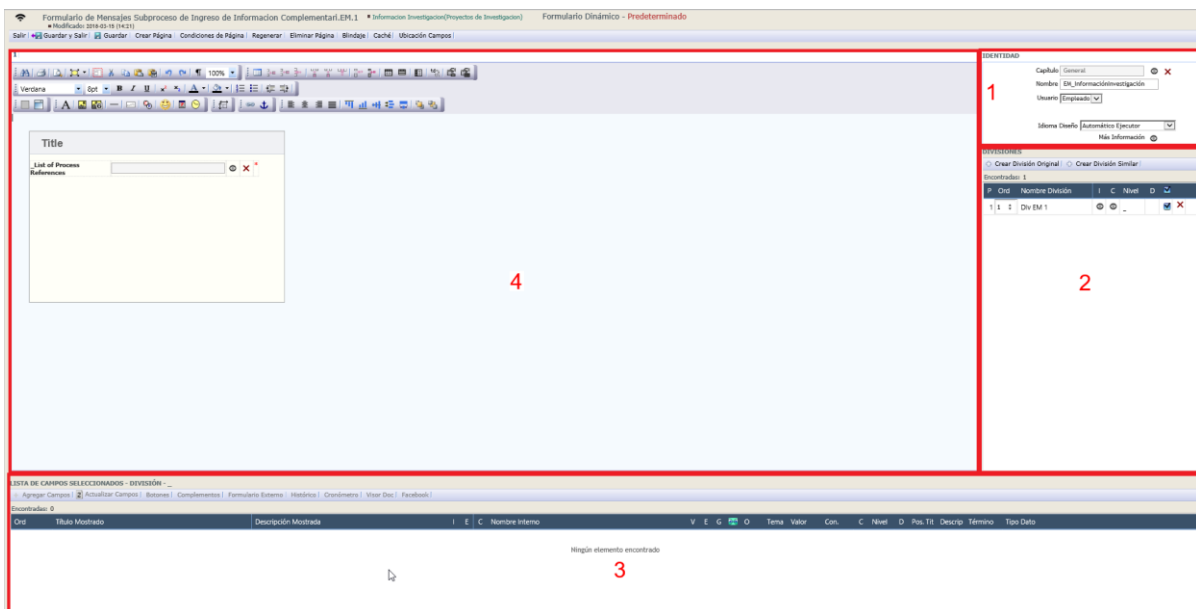 Formulario de Mensajes Subproceso de Ingreso de Informacion Complementari.EM.1 Informacion Investigacion(Proyectos de Investigacion) Formulario Dinámico - Predeterminado
Modificado: 2018-03-15 (14:21)
Salir Guardar y Salir Guardar Crear Página Condiciones de Página Regenerar Eliminar Página Blindaje Caché Ubicación Campos
1
100%
Verdana 8pt
Title
_List of Process
References
4
IDENTIDAD
Capítulo General
Nombre EM_InformaciónInvestigación
Usuario Empleado
Idioma Diseño Automático Ejecutor
Más Información
1
DIVISIONES
Crear División Original Crear División Similar
Encontradas: 1
P Ord Nombre División I C Nivel D
1 1 Div EM 1 _
2
LISTA DE CAMPOS SELECCIONADOS - DIVISIÓN - _
Agregar Campos Actualizar Campos Botones Complementos Formulario Externo Histórico Cronómetro Visor Doc Facebook
Encontradas: 0
Ord Título Mostrado Descripción Mostrada I E C Nombre Interno V E G O Tema Valor Con. C Nivel D Pos. Tit Descrip Término Tipo Dato
Ningún elemento encontrado
3